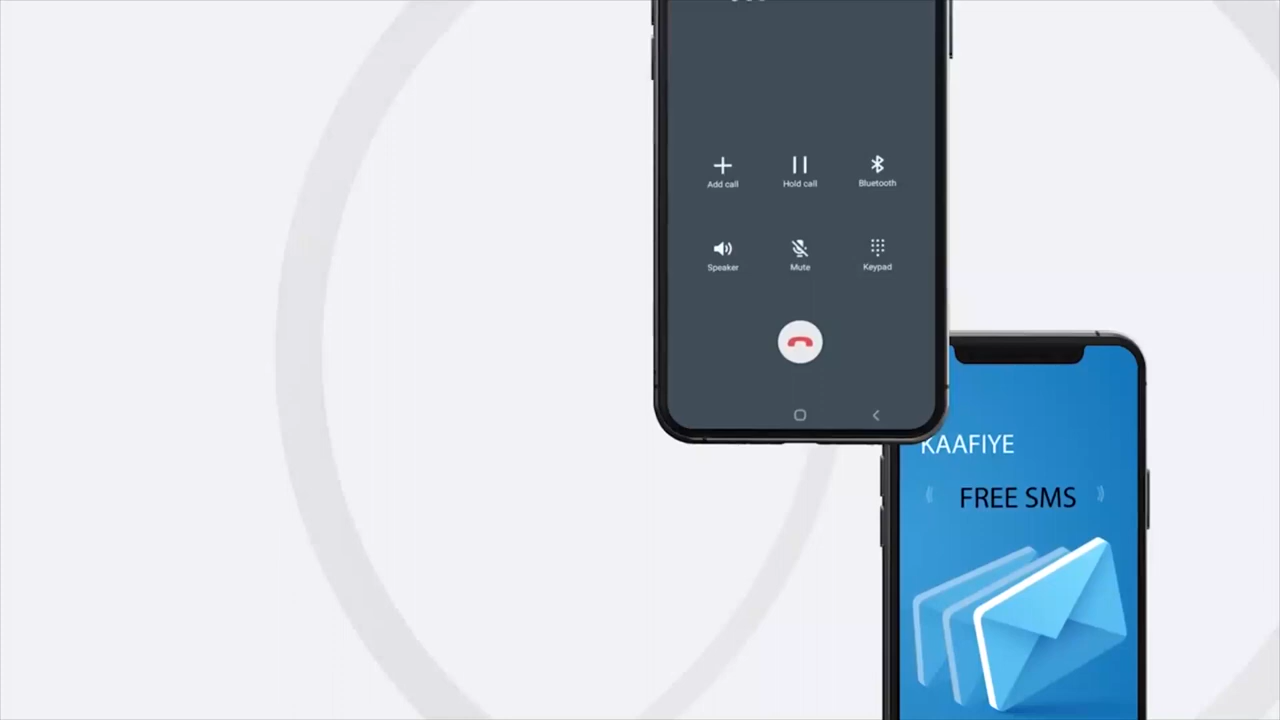 Add call
Hold call
Bluetooth
Speaker
Mute
Keypad
KAAFIYE
FREE SMS